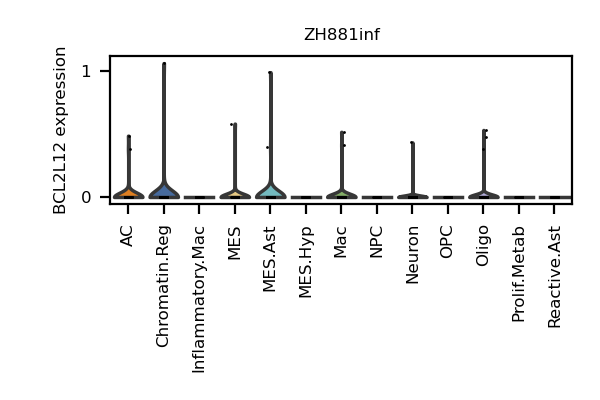 ZH881inf
BCL2L12 expression
1
0
AC
Chromatin.Reg
Inflammatory.Mac
MES
MES.Ast
MES.Hyp
Mac
NPC
Neuron
OPC
Oligo
Prolif.Metab
Reactive.Ast